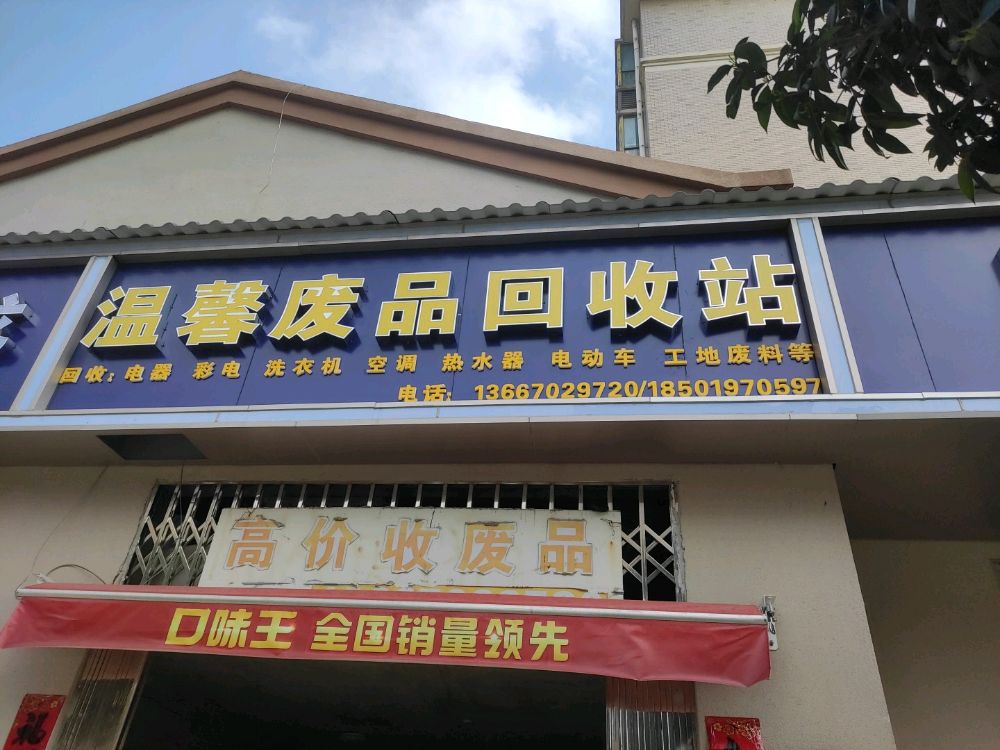 温馨废品回收站
回收:电器 彩电 洗衣机 空调 热水器 电动车 工地废料等
电话: 13667029720/18501970597
高价收废品
口味王 全国销量领先